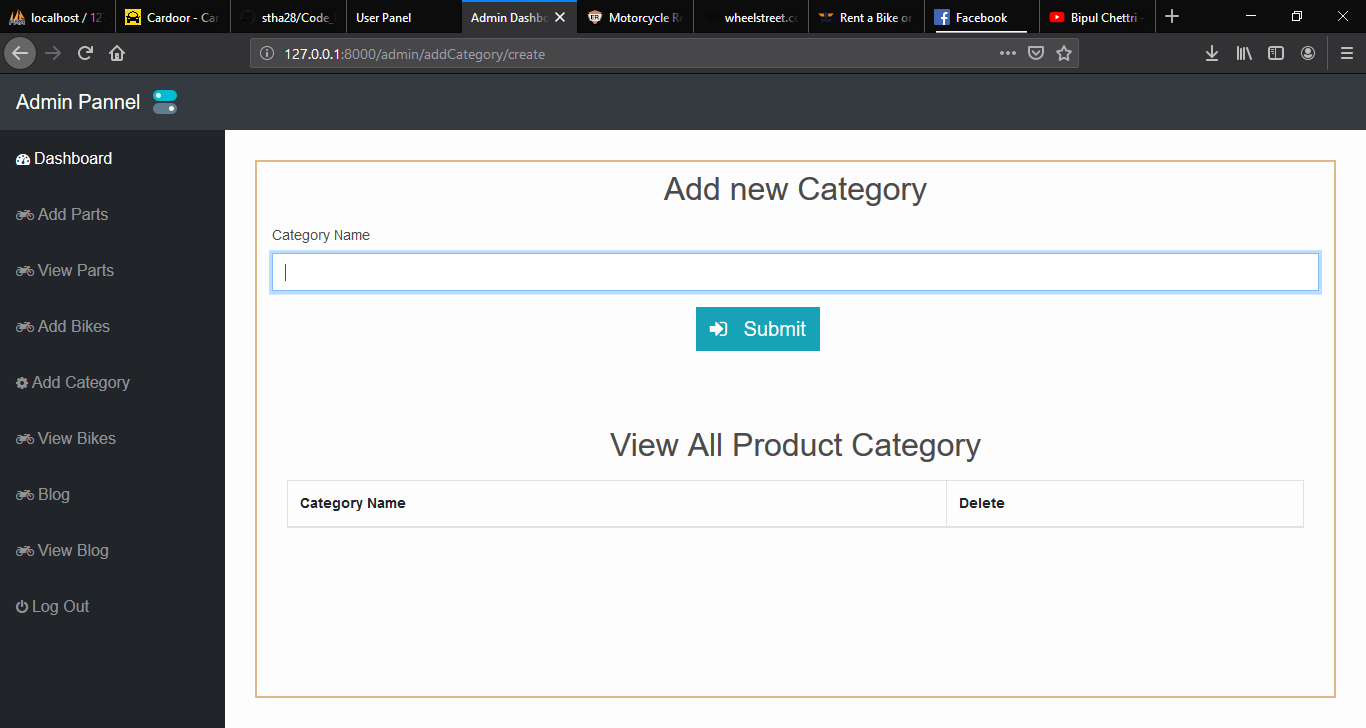 localhost / 12
Cardoor - Car
stha28/Code_
User Panel
Admin Dashbo
Motorcycle Re
wheelstreet.co
Rent a Bike or
Facebook
Bipul Chettri -
127.0.0.1:8000/admin/addCategory/create
Admin Pannel
Dashboard
Add Parts
View Parts
Add Bikes
Add Category
View Bikes
Blog
View Blog
Log Out
Add new Category
Category Name
Submit
View All Product Category
Category Name Delete